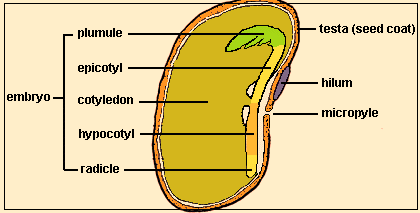 plumule
testa (seed coat)
epicotyl
hilum
embryo
cotyledon
micropyle
hypocotyl
radicle